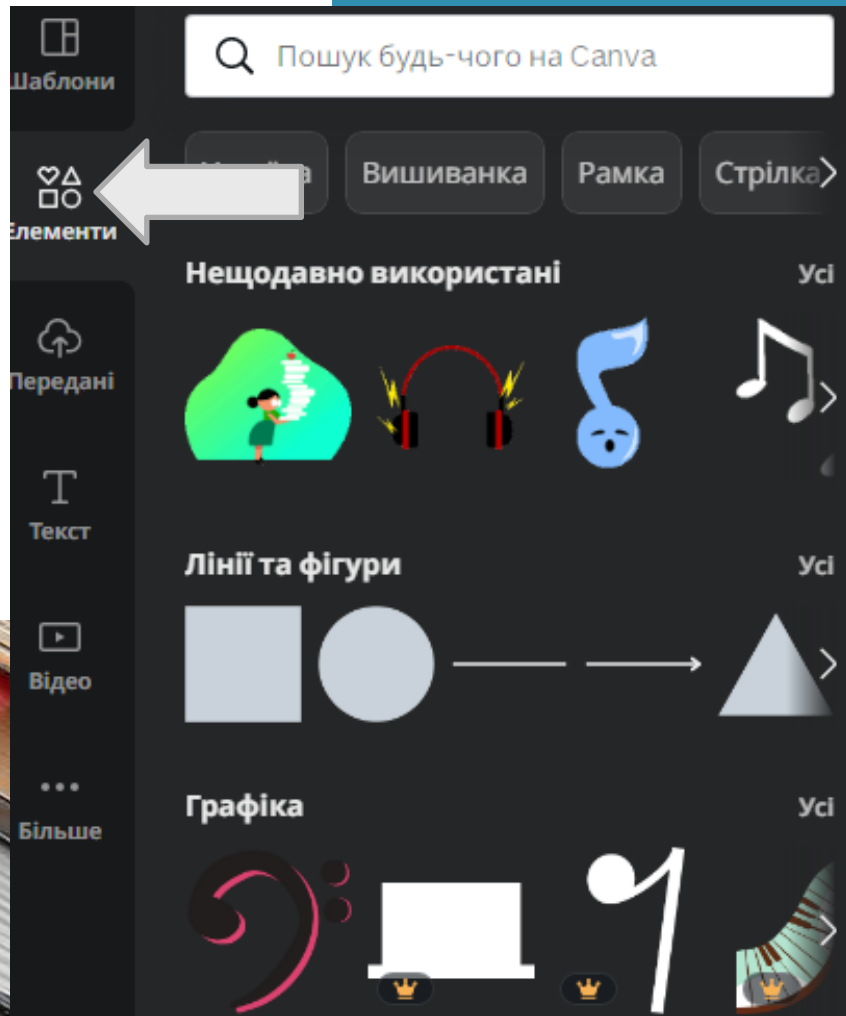 Шаблони
Елементи
Передані
Текст
Відео
Більше
Пошук будь-чого на Canva
Вишиванка Рамка Стрілка
Нещодавно використані Усі
Лінії та фігури Усі
Графіка Усі